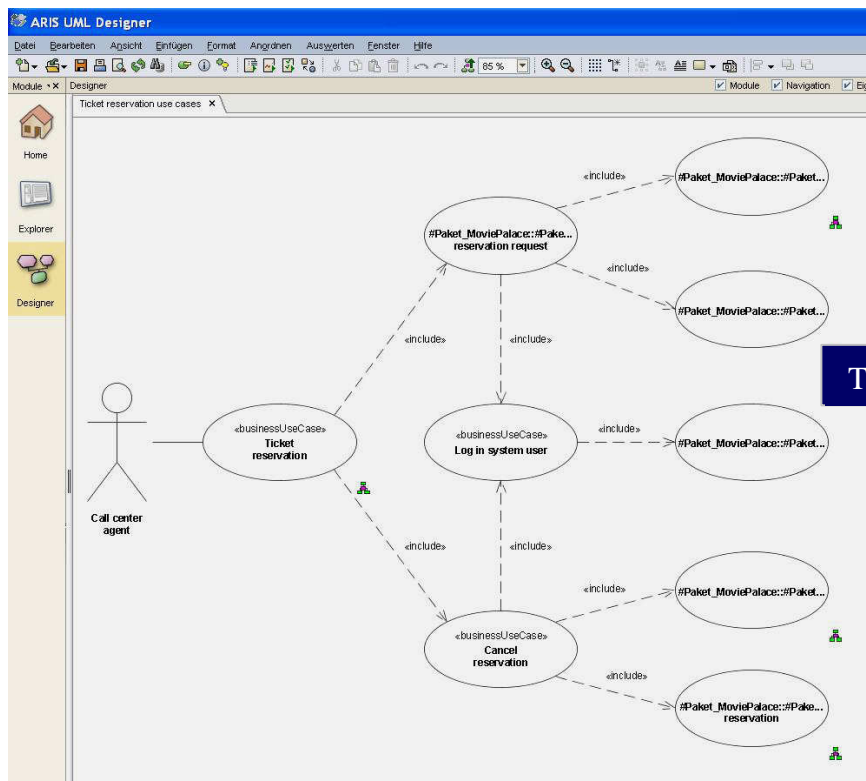 ARIS UML Designer
Datei Bearbeiten Ansicht Einfügen Format Anordnen Auswerten Fenster Hilfe
85 %
Module Designer Module Navigation Eig
Ticket reservation use cases
Home
Explorer
Designer
«include»
#Paket_MoviePalace::#Paket...
#Paket_MoviePalace::#Pake...
reservation request
«include»
#Paket_MoviePalace::#Paket...
«include»
«include»
T
«businessUseCase»
Ticket
reservation
«businessUseCase»
Log in system user
«include»
#Paket_MoviePalace::#Paket...
Call center
agent
«include»
«include»
«include»
#Paket_MoviePalace::#Paket...
«businessUseCase»
Cancel
reservation
«include»
#Paket_MoviePalace::#Pake...
reservation